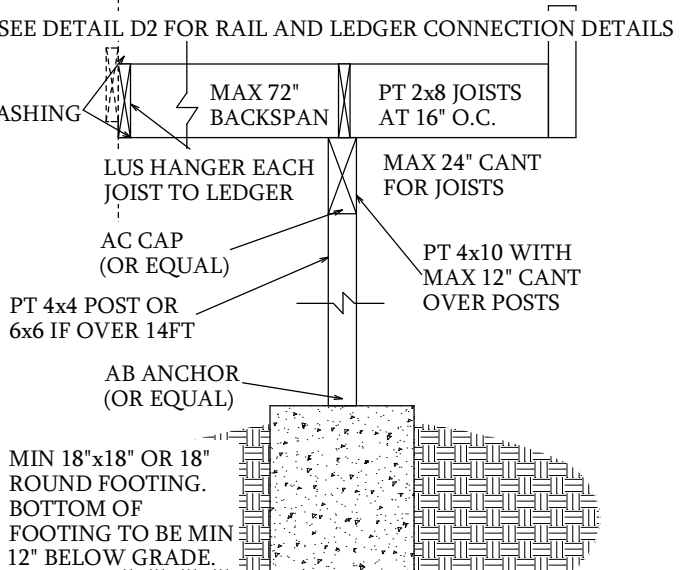 SEE DETAIL D2 FOR RAIL AND LEDGER CONNECTION DETAILS
MAX 72"
BACKSPAN
PT 2x8 JOISTS
AT 16" O.C.
ASHING
LUS HANGER EACH
JOIST TO LEDGER
MAX 24" CANT
FOR JOISTS
AC CAP
(OR EQUAL)
PT 4x10 WITH
MAX 12" CANT
OVER POSTS
PT 4x4 POST OR
6x6 IF OVER 14FT
AB ANCHOR
(OR EQUAL)
MIN 18"x18" OR 18"
ROUND FOOTING.
BOTTOM OF
FOOTING TO BE MIN
12" BELOW GRADE.